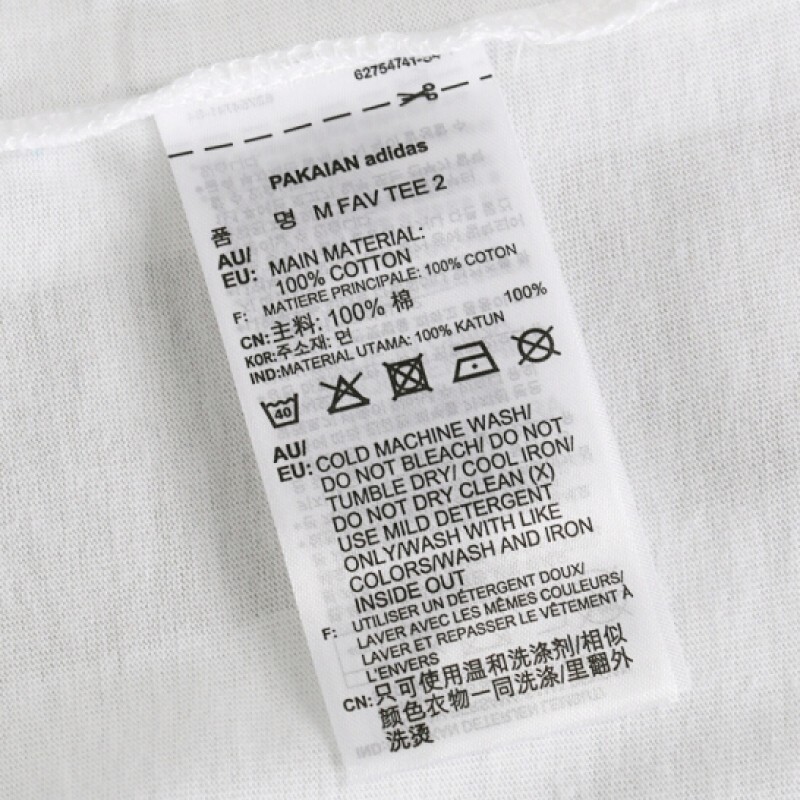 62754741-04
PAKAIAN adidas
품 명 M FAV TEE 2
AU/
EU: MAIN MATERIAL:
100% COTTON
F: MATIERE PRINCIPALE: 100% COTON
CN:主料: 100% 棉
KOR:주소재: 면 100%
IND:MATERIAL UTAMA: 100% KATUN
40
AU/
EU: COLD MACHINE WASH/
DO NOT BLEACH/ DO NOT
TUMBLE DRY/ COOL IRON/
DO NOT DRY CLEAN (X)
USE MILD DETERGENT
ONLY/WASH WITH LIKE
COLORS/WASH AND IRON
INSIDE OUT
F: UTILISER UN DÉTERGENT DOUX/
LAVER AVEC LES MÊMES COULEURS/
LAVER ET REPASSER LE VÊTEMENT À
L'ENVERS
CN:只可使用温和洗涤剂/相似
颜色衣物一同洗涤/里翻外
洗烫